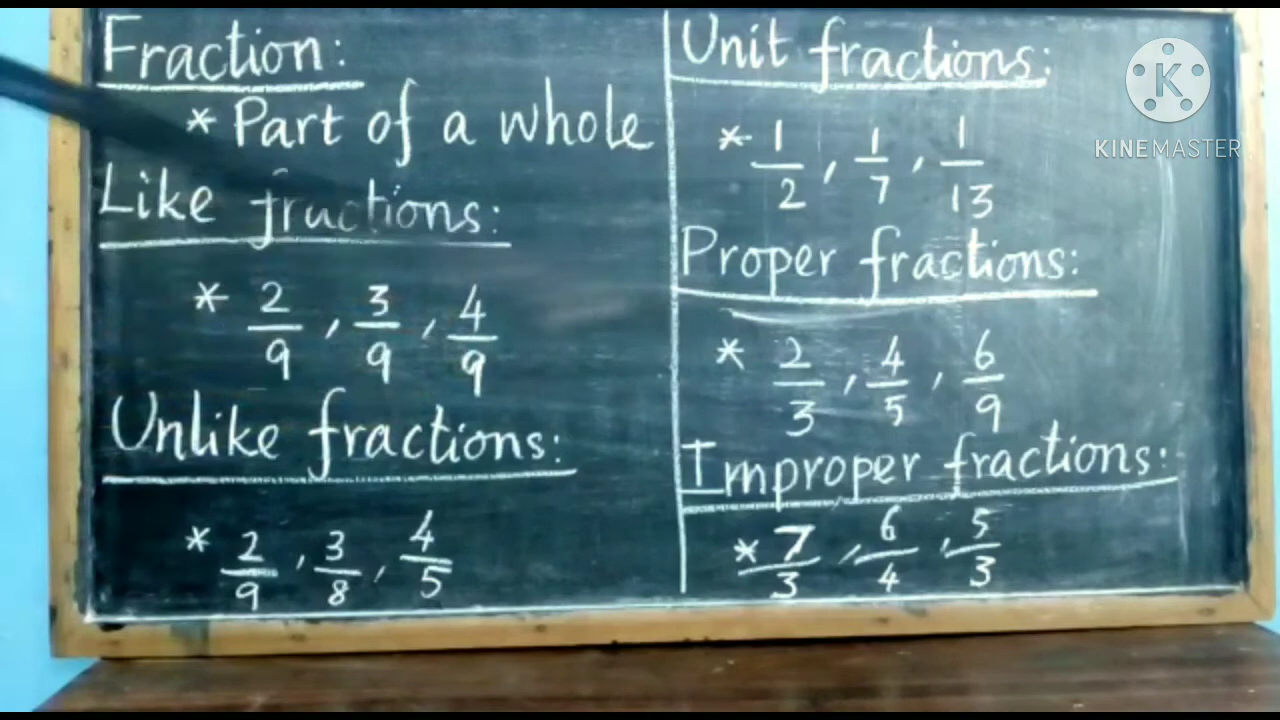 Fraction:
* Part of a whole
Like fractions:
* 2/9, 3/9, 4/9
Unlike fractions:
* 2/9, 3/8, 4/5
Unit fractions:
* 1/2, 1/7, 1/13
Proper fractions:
* 2/3, 4/5, 6/9
Improper fractions:
* 7/3, 6/4, 5/3
K
KINEMASTER